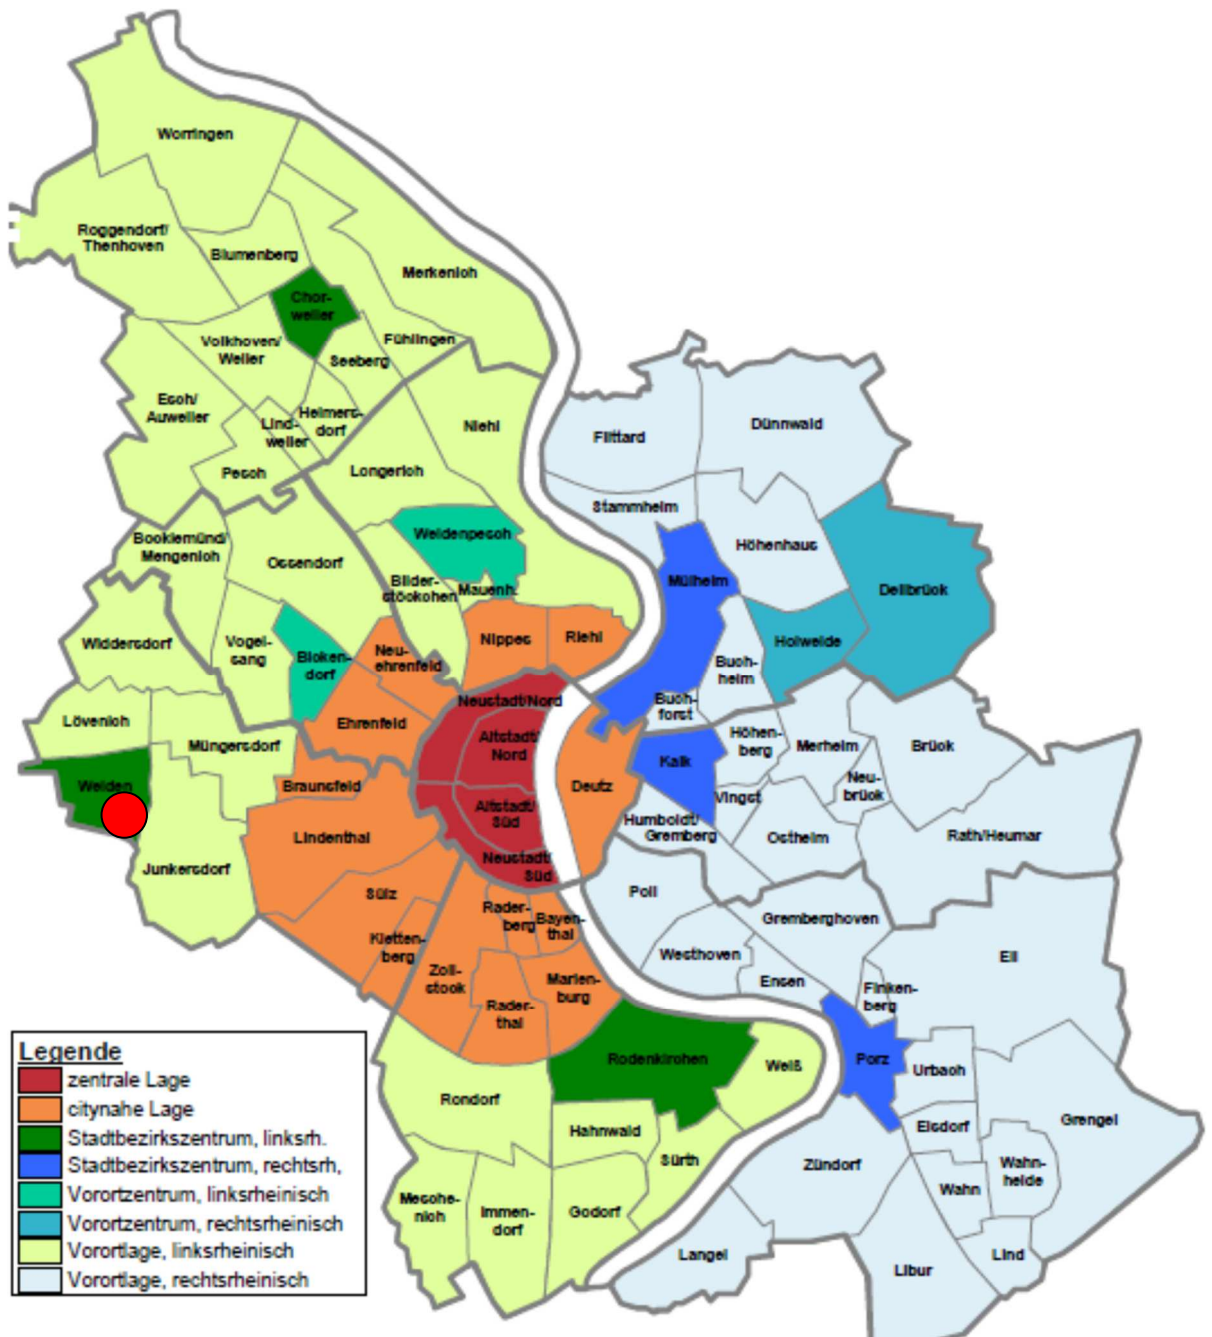 Worringen
Roggendorf/
Thenhoven
Blumenberg
Merkenich
Chor-
weiler
Volkhoven/
Weiler
Fühlingen
Seeberg
Esch/
Auweiler
Heimers-
dorf
Lind-
weiler
Pesch
Niehl
Longerich
Flittard
Dünnwald
Stammheim
Weidenpesch
Höhenhaus
Bocklemünd/
Mengenich
Ossendorf
Bilder-
stöckchen
Mauenh.
Mülheim
Dellbrück
Holweide
Widdersdorf
Vogel-
sang
Bicken-
dorf
Neu-
ehrenfeld
Nippes
Riehl
Buch-
heim
Buch-
forst
Neustadt/Nord
Lövenich
Müngersdorf
Ehrenfeld
Altstadt/
Nord
Höhen-
berg
Merheim
Brück
Weiden
Braunsfeld
Deutz
Kalk
Neu-
brück
Vingst
Altstadt/
Süd
Humboldt/
Gremberg
Ostheim
Rath/Heumar
Lindenthal
Junkersdorf
Neustadt/
Süd
Sülz
Poll
Rader-
berg
Bayen-
thal
Gremberghoven
Kletten-
berg
Westhoven
Eil
Zoll-
stock
Marien-
burg
Ensen
Finken-
berg
Rader-
thal
Rodenkirchen
Weiß
Porz
Urbach
Rondorf
Hahnwald
Elsdorf
Grengel
Sürth
Zündorf
Wahn-
heide
Wahn
Mesche-
nich
Immen-
dorf
Godorf
Langel
Lind
Libur
Legende
zentrale Lage
citynahe Lage
Stadtbezirkszentrum, linksrh.
Stadtbezirkszentrum, rechtsrh,
Vorortzentrum, linksrheinisch
Vorortzentrum, rechtsrheinisch
Vorortlage, linksrheinisch
Vorortlage, rechtsrheinisch